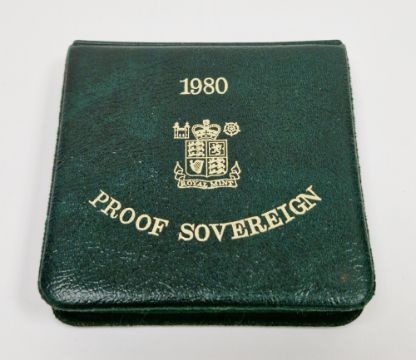 1980
ROYAL MINT
PROOF SOVEREIGN